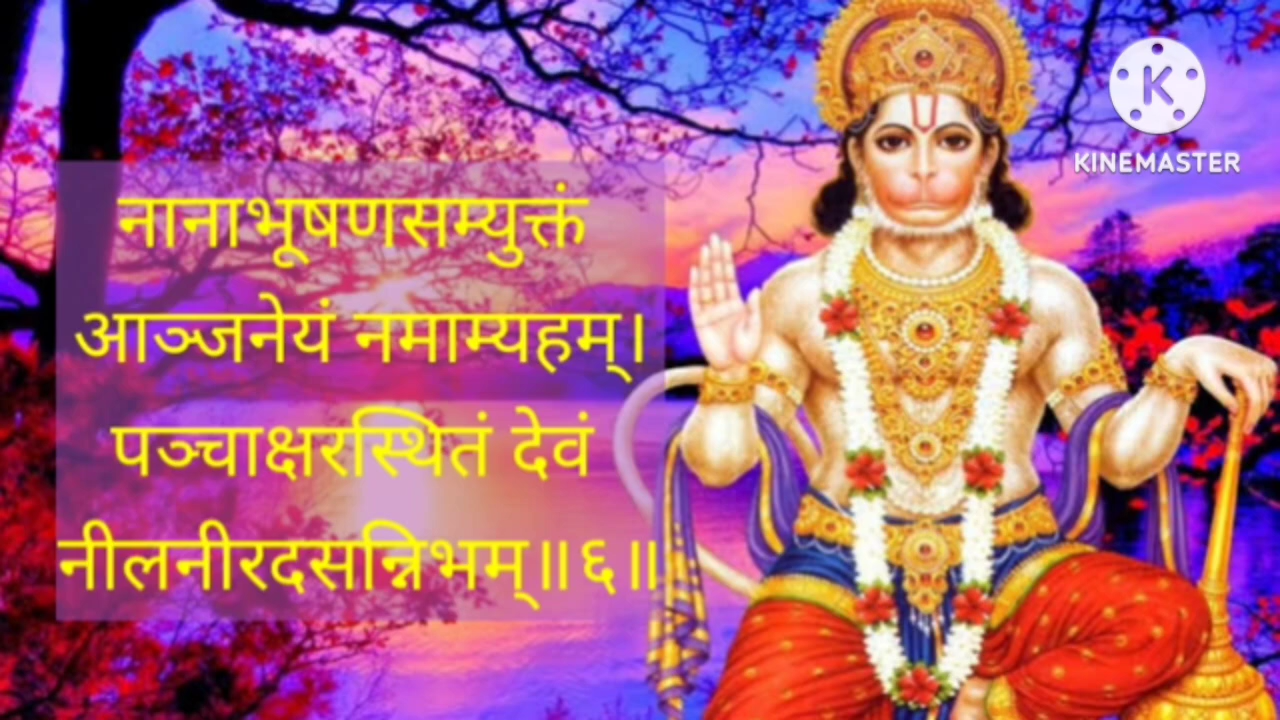 नानाभूषणसम्युक्तं
आञ्जनेयं नमाम्यहम्।
पञ्चाक्षरस्थितं देवं
नीलनीरदसन्निभम्॥६॥
K
KINEMASTER